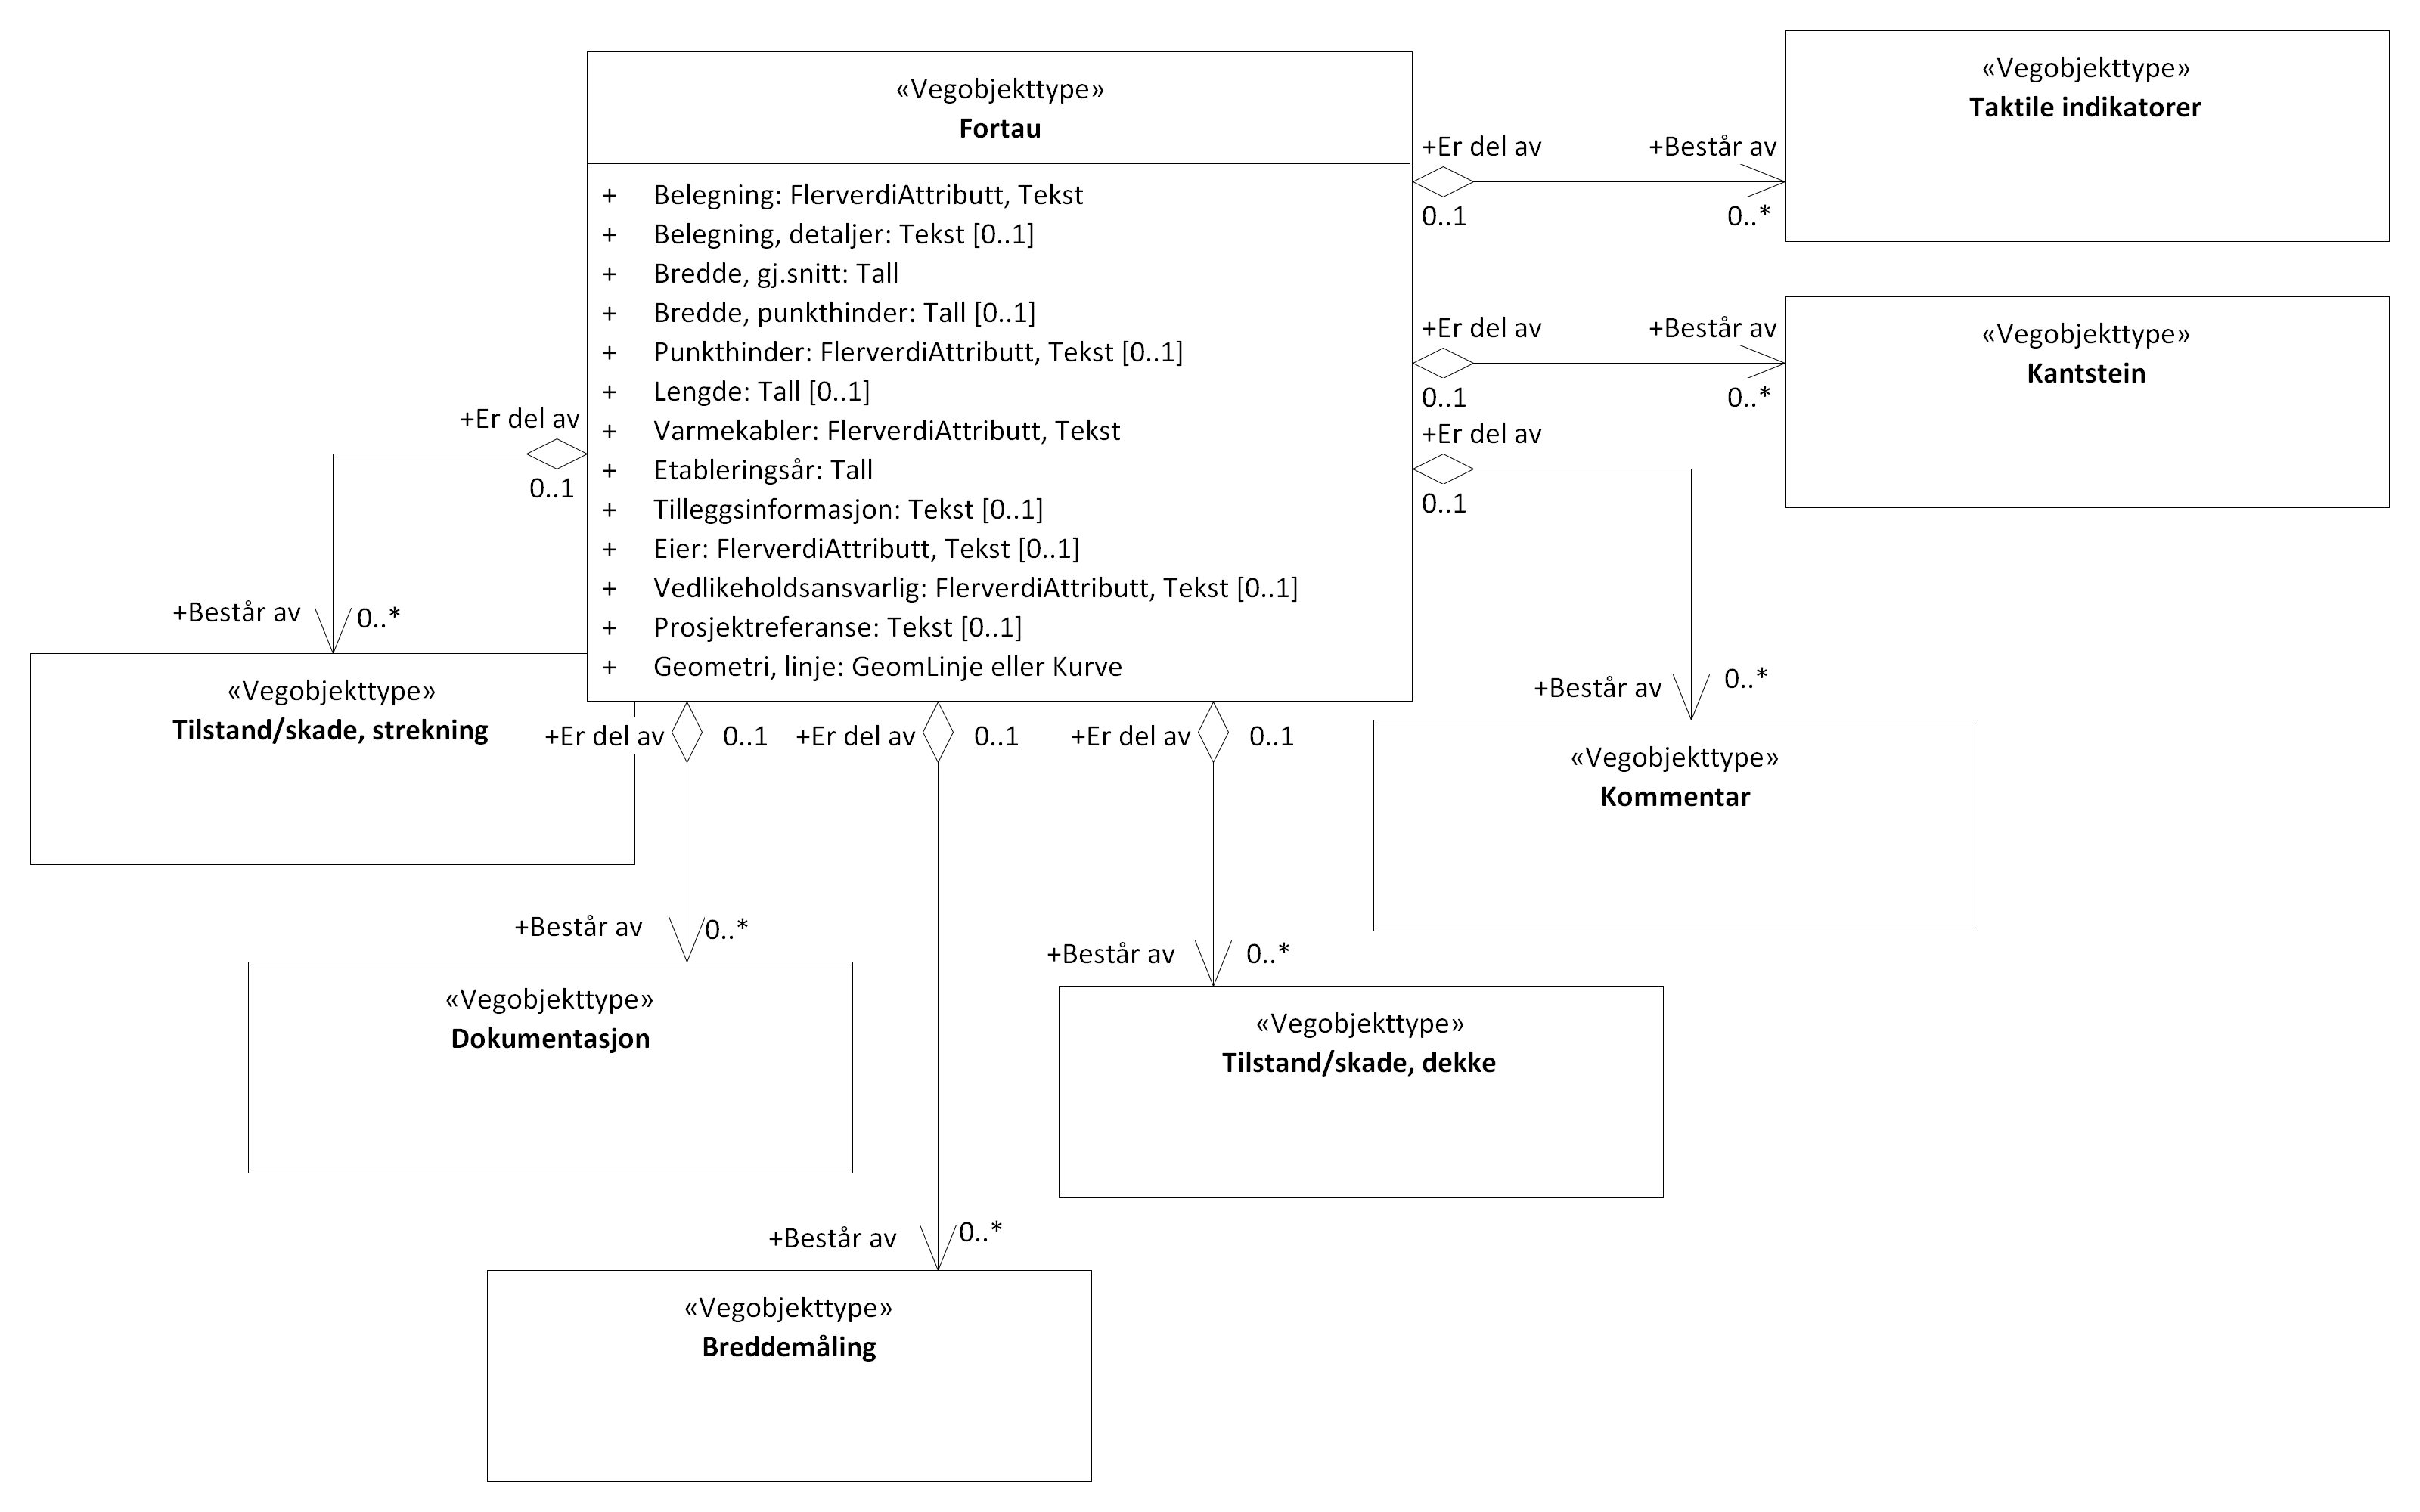 «Vegobjekttype»
Fortau
+ Belegning: FlerverdiAttributt, Tekst
+ Belegning, detaljer: Tekst [0..1]
+ Bredde, gj.snitt: Tall
+ Bredde, punkthinder: Tall [0..1]
+ Punkthinder: FlerverdiAttributt, Tekst [0..1]
+ Lengde: Tall [0..1]
+ Varmekabler: FlerverdiAttributt, Tekst
+ Etableringsår: Tall
+ Tilleggsinformasjon: Tekst [0..1]
+ Eier: FlerverdiAttributt, Tekst [0..1]
+ Vedlikeholdsansvarlig: FlerverdiAttributt, Tekst [0..1]
+ Prosjektreferanse: Tekst [0..1]
+ Geometri, linje: GeomLinje eller Kurve
+Er del av
0..1
+Består av
0..*
«Vegobjekttype»
Taktile indikatorer
+Er del av
0..1
+Består av
0..*
«Vegobjekttype»
Kantstein
+Er del av
0..1
+Består av
0..*
«Vegobjekttype»
Kommentar
+Er del av
0..1
+Består av
0..*
«Vegobjekttype»
Tilstand/skade, strekning
+Er del av
0..1
+Består av
0..*
«Vegobjekttype»
Dokumentasjon
+Er del av
0..1
+Består av
0..*
«Vegobjekttype»
Breddemåling
+Er del av
0..1
+Består av
0..*
«Vegobjekttype»
Tilstand/skade, dekke